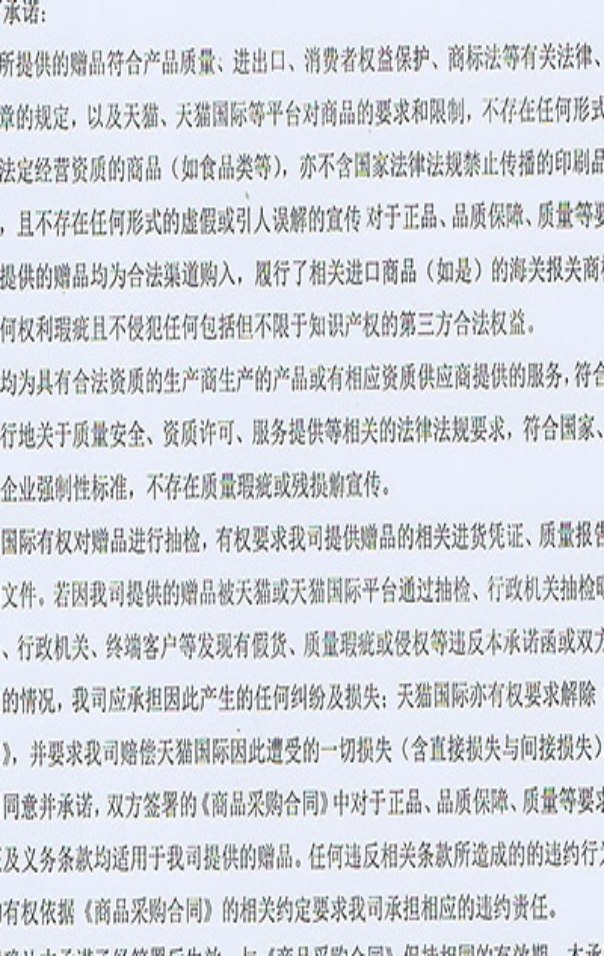 承诺:
所提供的赠品符合产品质量、进出口、消费者权益保护、商标法等有关法律、
章的规定，以及天猫、天猫国际等平台对商品的要求和限制，不存在任何形式
法定经营资质的商品（如食品类等），亦不含国家法律法规禁止传播的印刷品
，且不存在任何形式的虚假或引人误解的宣传 对于正品、品质保障、质量等要
提供的赠品均为合法渠道购入，履行了相关进口商品（如是）的海关报关商检
何权利瑕疵且不侵犯任何包括但不限于知识产权的第三方合法权益。
均为具有合法资质的生产商生产的产品或有相应资质供应商提供的服务，符合
行地关于质量安全、资质许可、服务提供等相关的法律法规要求，符合国家、
企业强制性标准，不存在质量瑕疵或残损 宣传。
国际有权对赠品进行抽检，有权要求我司提供赠品的相关进货凭证、质量报告
文件。若因我司提供的赠品被天猫或天猫国际平台通过抽检、行政机关抽检
、行政机关、终端客户等发现有假货、质量瑕疵或侵权等违反本承诺函或双方
的情况，我司应承担因此产生的任何纠纷及损失；天猫国际亦有权要求解除
》，并要求我司赔偿天猫国际因此遭受的一切损失（含直接损失与间接损失）
同意并承诺，双方签署的《商品采购合同》中对于正品、品质保障、质量等要求
及义务条款均适用于我司提供的赠品。任何违反相关条款所造成的的违约行为
有权依据《商品采购合同》的相关约定要求我司承担相应的违约责任。